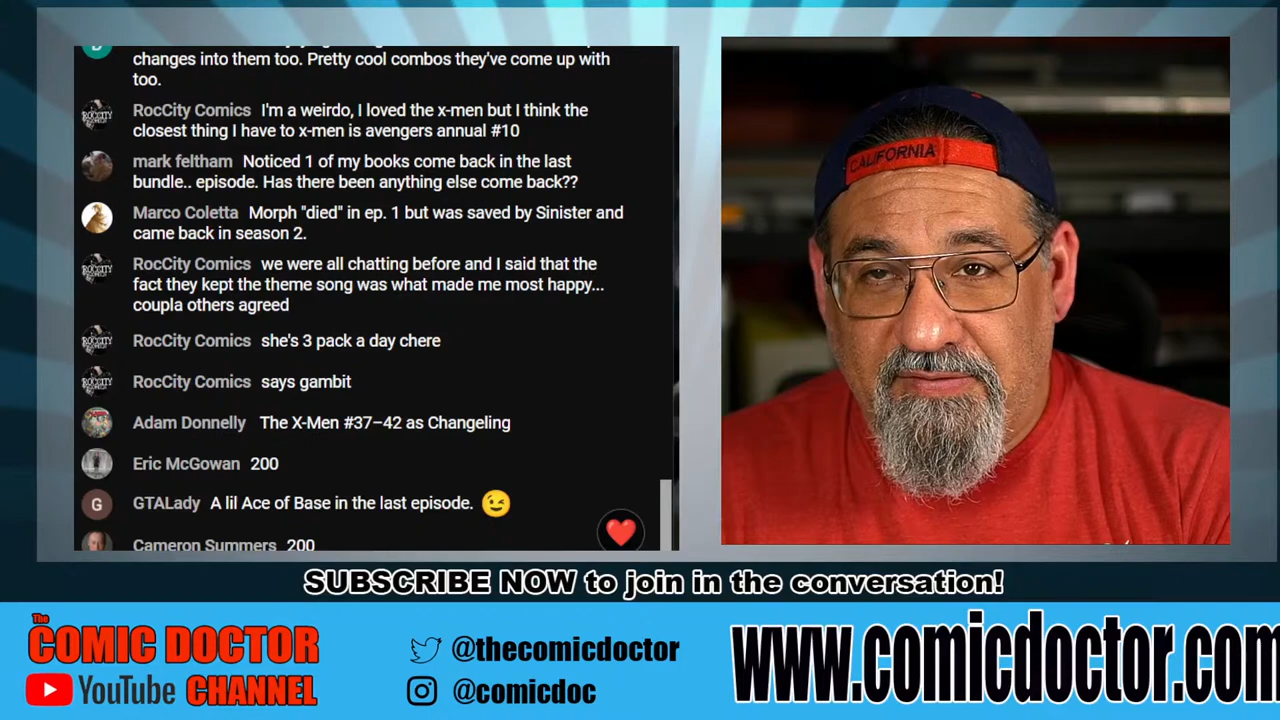 changes into them too. Pretty cool combos they've come up with
too.
RocCity Comics I'm a weirdo, I loved the x-men but I think the
closest thing I have to x-men is avengers annual #10
mark feltham Noticed 1 of my books come back in the last
bundle.. episode. Has there been anything else come back??
Marco Coletta Morph "died" in ep. 1 but was saved by Sinister and
came back in season 2.
RocCity Comics we were all chatting before and I said that the
fact they kept the theme song was what made me most happy...
coupla others agreed
RocCity Comics she's 3 pack a day chere
RocCity Comics says gambit
Adam Donnelly The X-Men #37–42 as Changeling
Eric McGowan 200
G GTALady A lil Ace of Base in the last episode. 😉
Cameron Summers 200
CALIFORNIA
SUBSCRIBE NOW to join in the conversation!
The
COMIC DOCTOR
YouTube CHANNEL
@thecomicdoctor
@comicdoc
www.comicdoctor.com